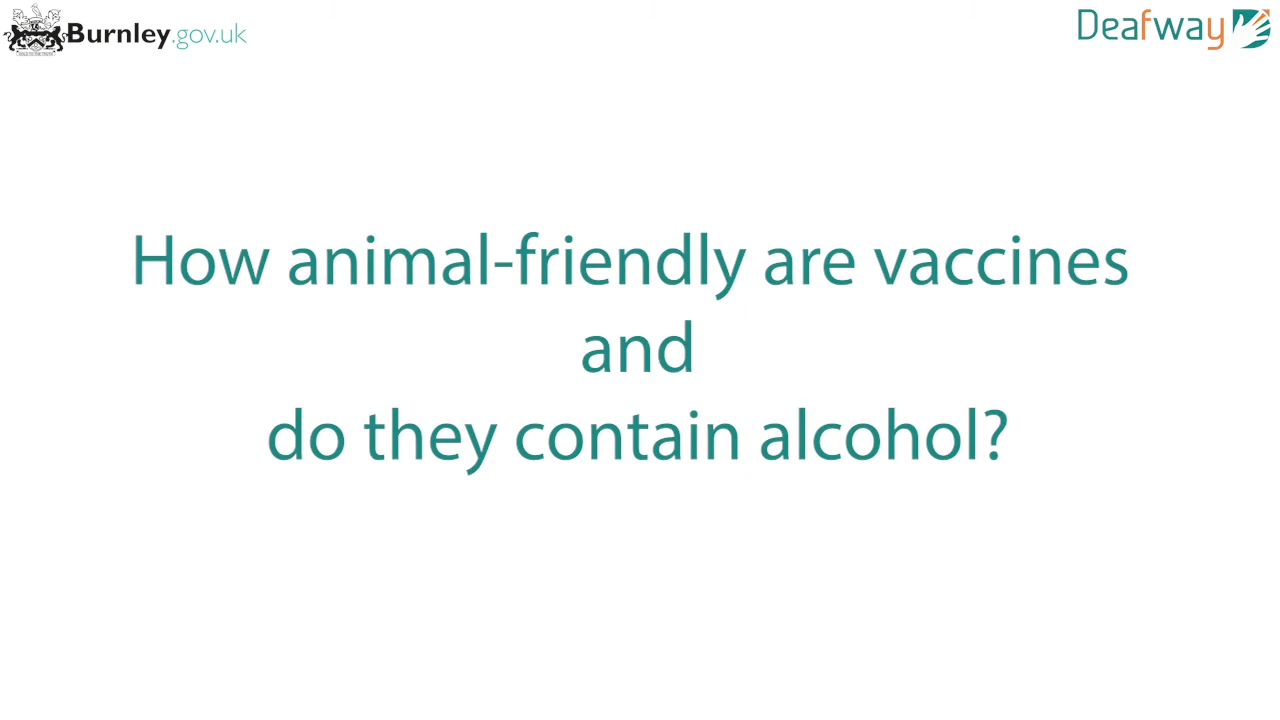 Burnley.gov.uk
Deafway
How animal-friendly are vaccines
and
do they contain alcohol?